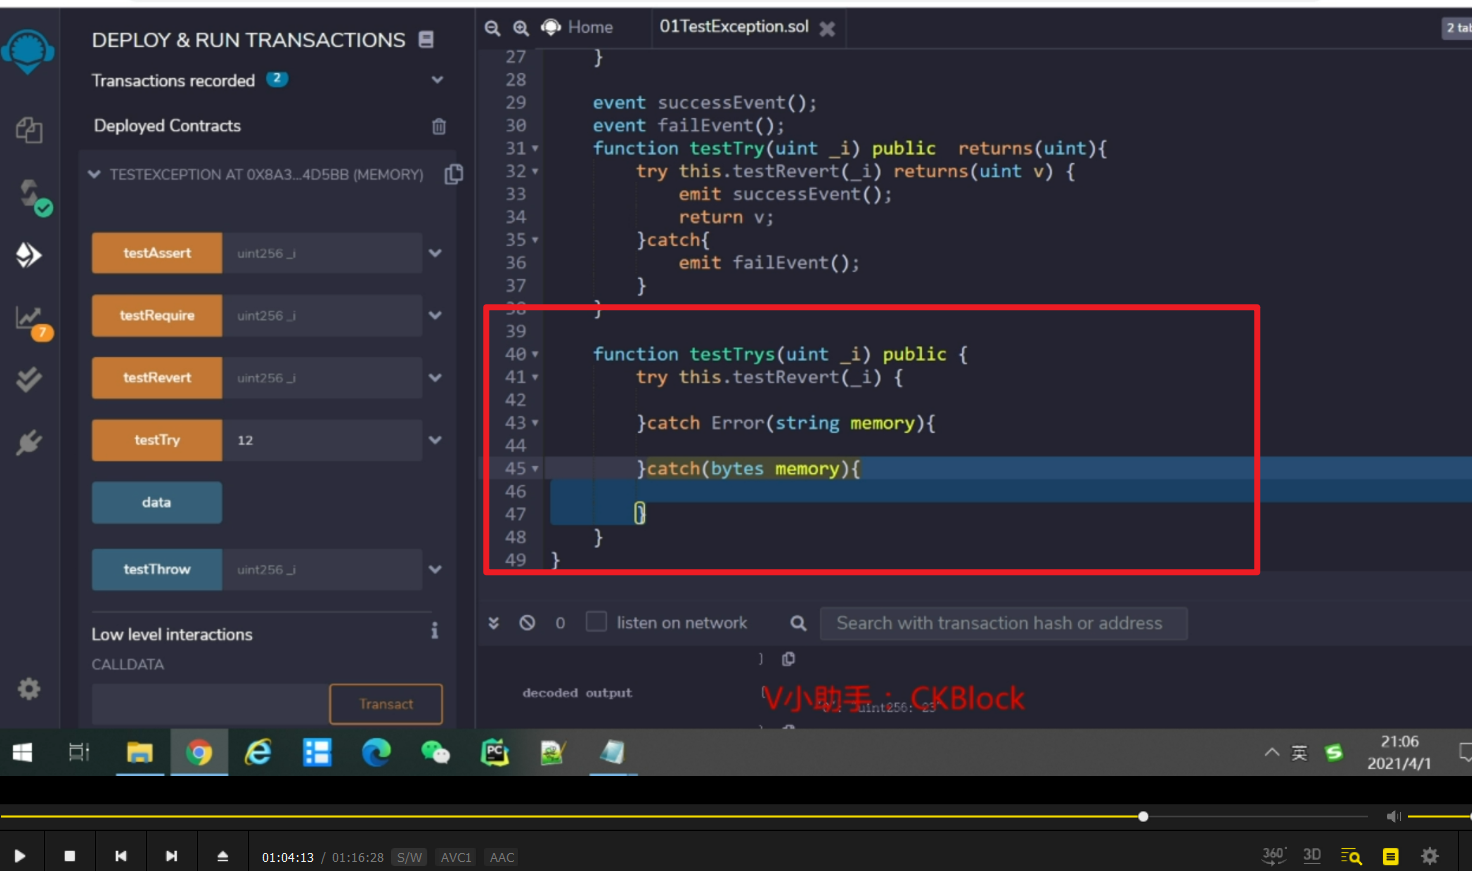 DEPLOY & RUN TRANSACTIONS
Transactions recorded 2
Deployed Contracts
TESTEXCEPTION AT 0X8A3...4D5BB (MEMORY)
testAssert uint256 _i
testRequire uint256 _i
testRevert uint256 _i
testTry 12
data
testThrow uint256 _i
Low level interactions
i
CALLDATA
Transact
7
Home
01TestException.sol
2 tab
27 }
28
29 event successEvent();
30 event failEvent();
31 function testTry(uint _i) public returns(uint){
32 try this.testRevert(_i) returns(uint v) {
33 emit successEvent();
34 return v;
35 }catch{
36 emit failEvent();
37 }
38 }
39
40 function testTrys(uint _i) public {
41 try this.testRevert(_i) {
42
43 }catch Error(string memory){
44
45 }catch(bytes memory){
46
47 }
48 }
49 }
0 listen on network Search with transaction hash or address
}
decoded output {
"0": "uint256: 23"
}
V小助手：CKBlock
PC
英
S
21:06
2021/4/1
01:04:13 / 01:16:28 S/W AVC1 AAC
360° 3D